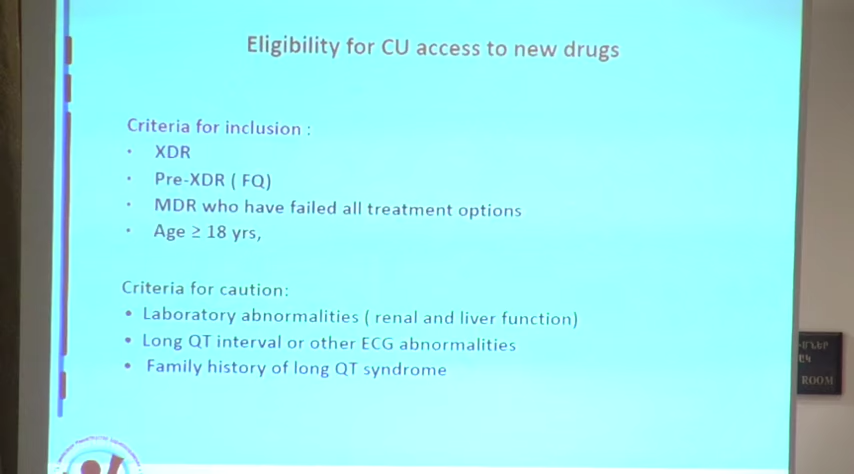 Eligibility for CU access to new drugs
Criteria for inclusion :
• XDR
• Pre-XDR ( FQ)
• MDR who have failed all treatment options
• Age ≥ 18 yrs,
Criteria for caution:
• Laboratory abnormalities ( renal and liver function)
• Long QT interval or other ECG abnormalities
• Family history of long QT syndrome
ROOM